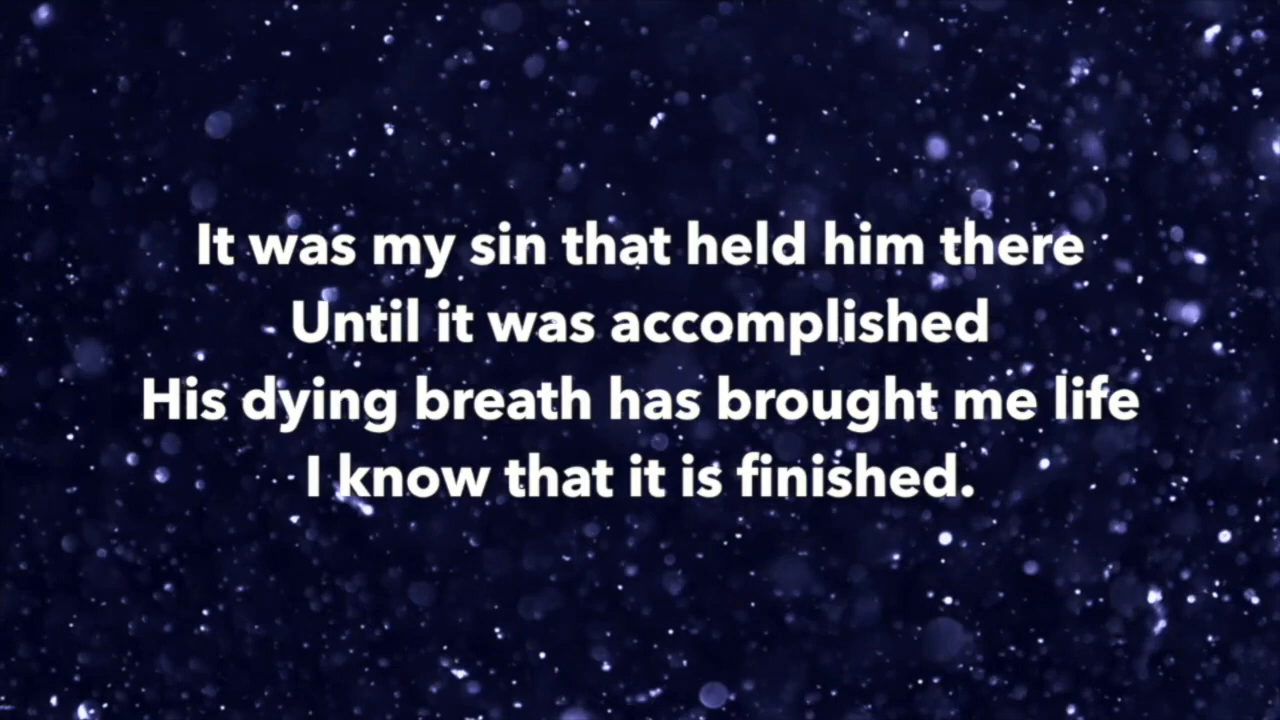 It was my sin that held him there
Until it was accomplished
His dying breath has brought me life
I know that it is finished.